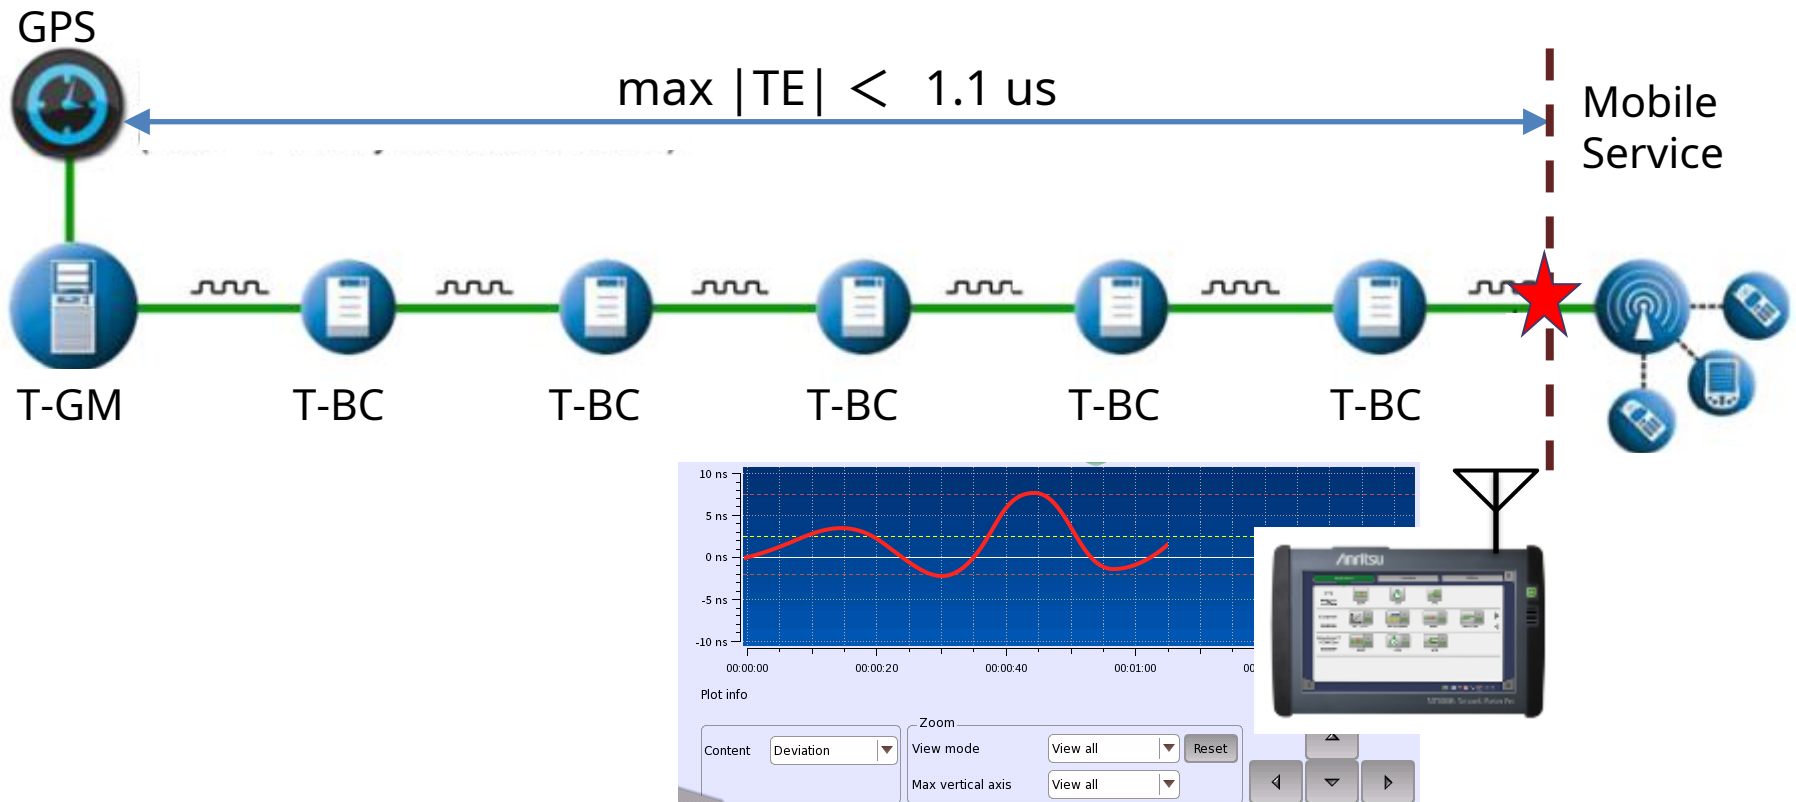 GPS
max |TE| < 1.1 us
Mobile
Service
T-GM
T-BC
T-BC
T-BC
T-BC
T-BC
10 ns
5 ns
0 ns
-5 ns
-10 ns
00:00:00
00:00:20
00:00:40
00:01:00
00
Plot info
Content
Deviation
Zoom
View mode
View all
Reset
Max vertical axis
View all
Anritsu